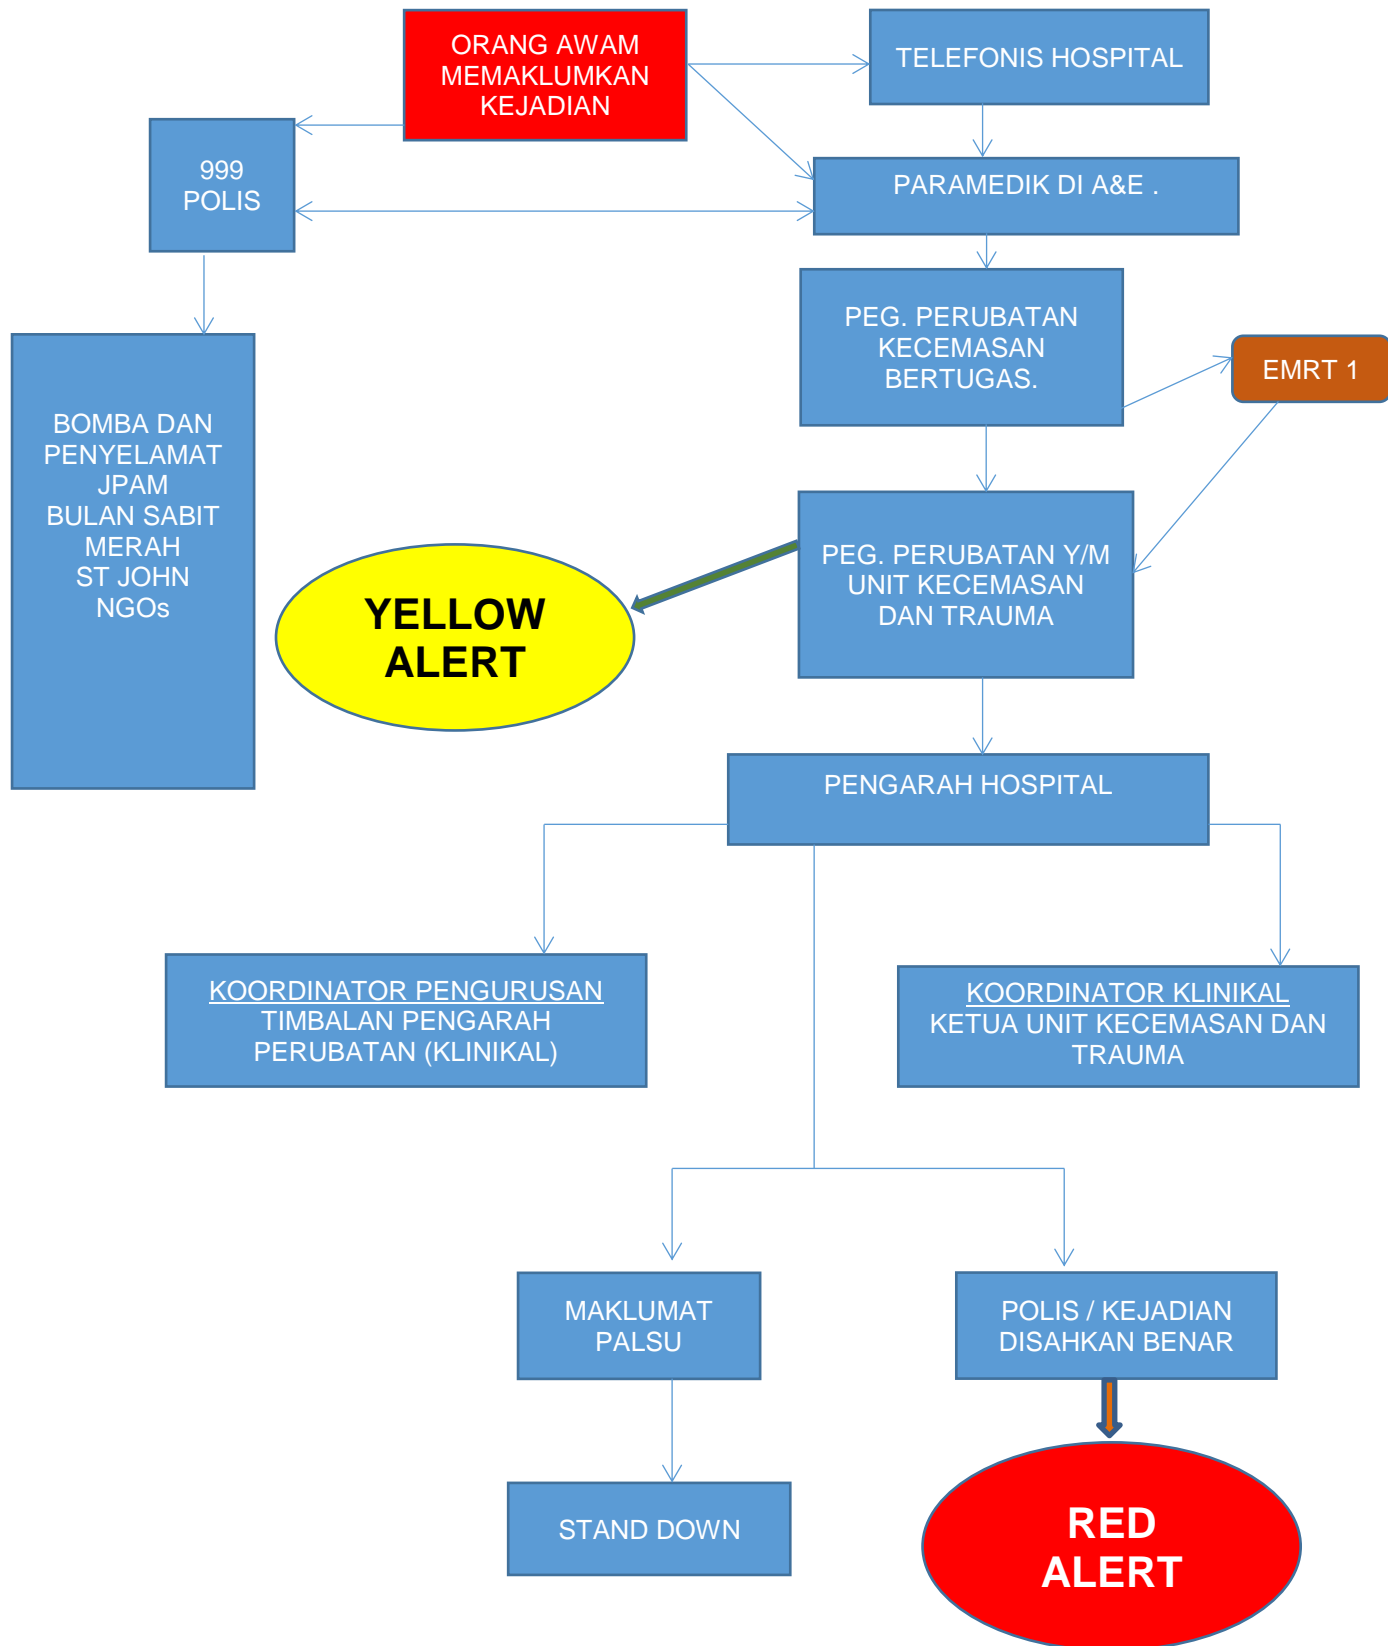 ORANG AWAM
MEMAKLUMKAN
KEJADIAN
TELEFONIS HOSPITAL
999
POLIS
PARAMEDIK DI A&E .
PEG. PERUBATAN
KECEMASAN
BERTUGAS.
EMRT 1
BOMBA DAN
PENYELAMAT
JPAM
BULAN SABIT
MERAH
ST JOHN
NGOs
PEG. PERUBATAN Y/M
UNIT KECEMASAN
DAN TRAUMA
YELLOW
ALERT
PENGARAH HOSPITAL
KOORDINATOR PENGURUSAN
TIMBALAN PENGARAH
PERUBATAN (KLINIKAL)
KOORDINATOR KLINIKAL
KETUA UNIT KECEMASAN DAN
TRAUMA
MAKLUMAT
PALSU
POLIS / KEJADIAN
DISAHKAN BENAR
STAND DOWN
RED
ALERT